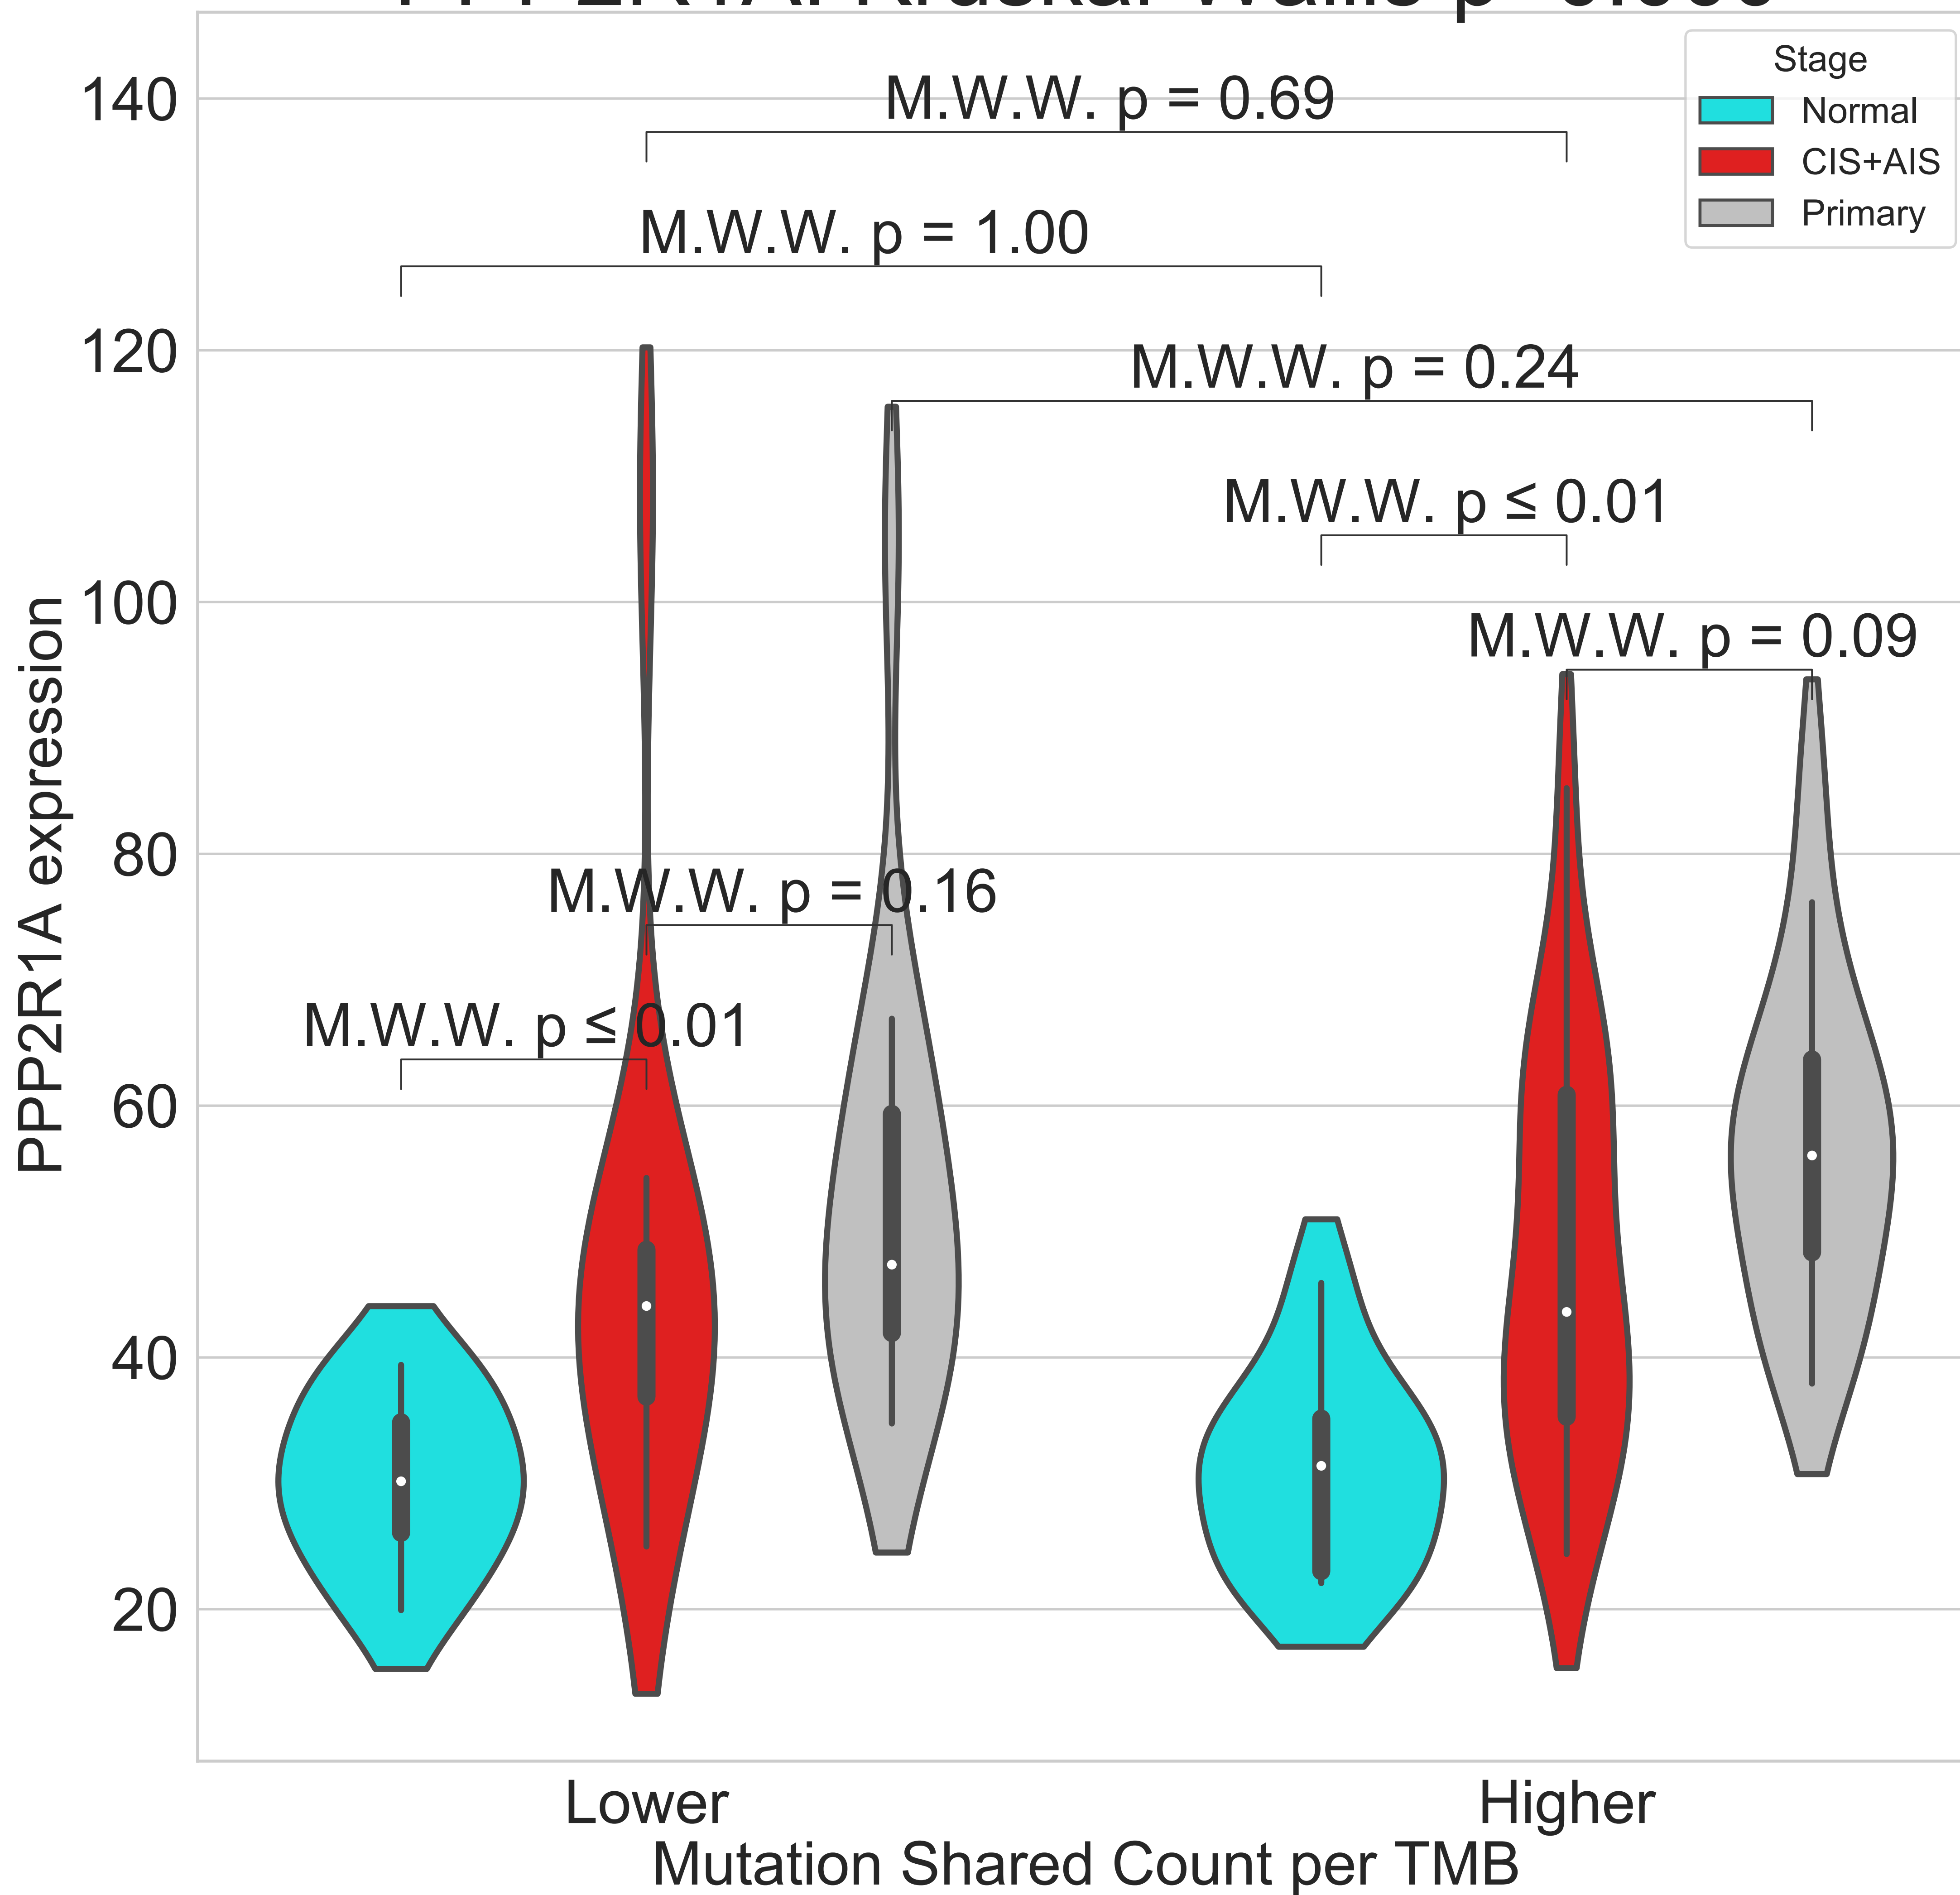 M.W.W. p = 0.69
M.W.W. p = 1.00
M.W.W. p = 0.24
M.W.W. p ≤ 0.01
M.W.W. p = 0.09
M.W.W. p = 0.16
M.W.W. p ≤ 0.01
Stage
Normal
CIS+AIS
Primary
140
120
100
80
60
40
20
PPP2R1A expression
Lower
Higher
Mutation Shared Count per TMB